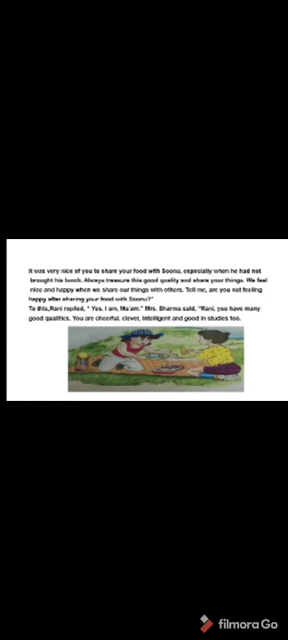 It was very nice of you to share your food with Soonu, especially when he had not
brought his lunch. Always treasure this good quality and share your things. We feel
nice and happy when we share our things with others. Tell me, are you not feeling
happy after sharing your food with Soonu?"
To this,Rani replied, " Yes, I am, Ma'am." Mrs. Sharma said, "Rani, you have many
good qualities. You are cheerful, clever, intelligent and good in studies too.
filmora Go